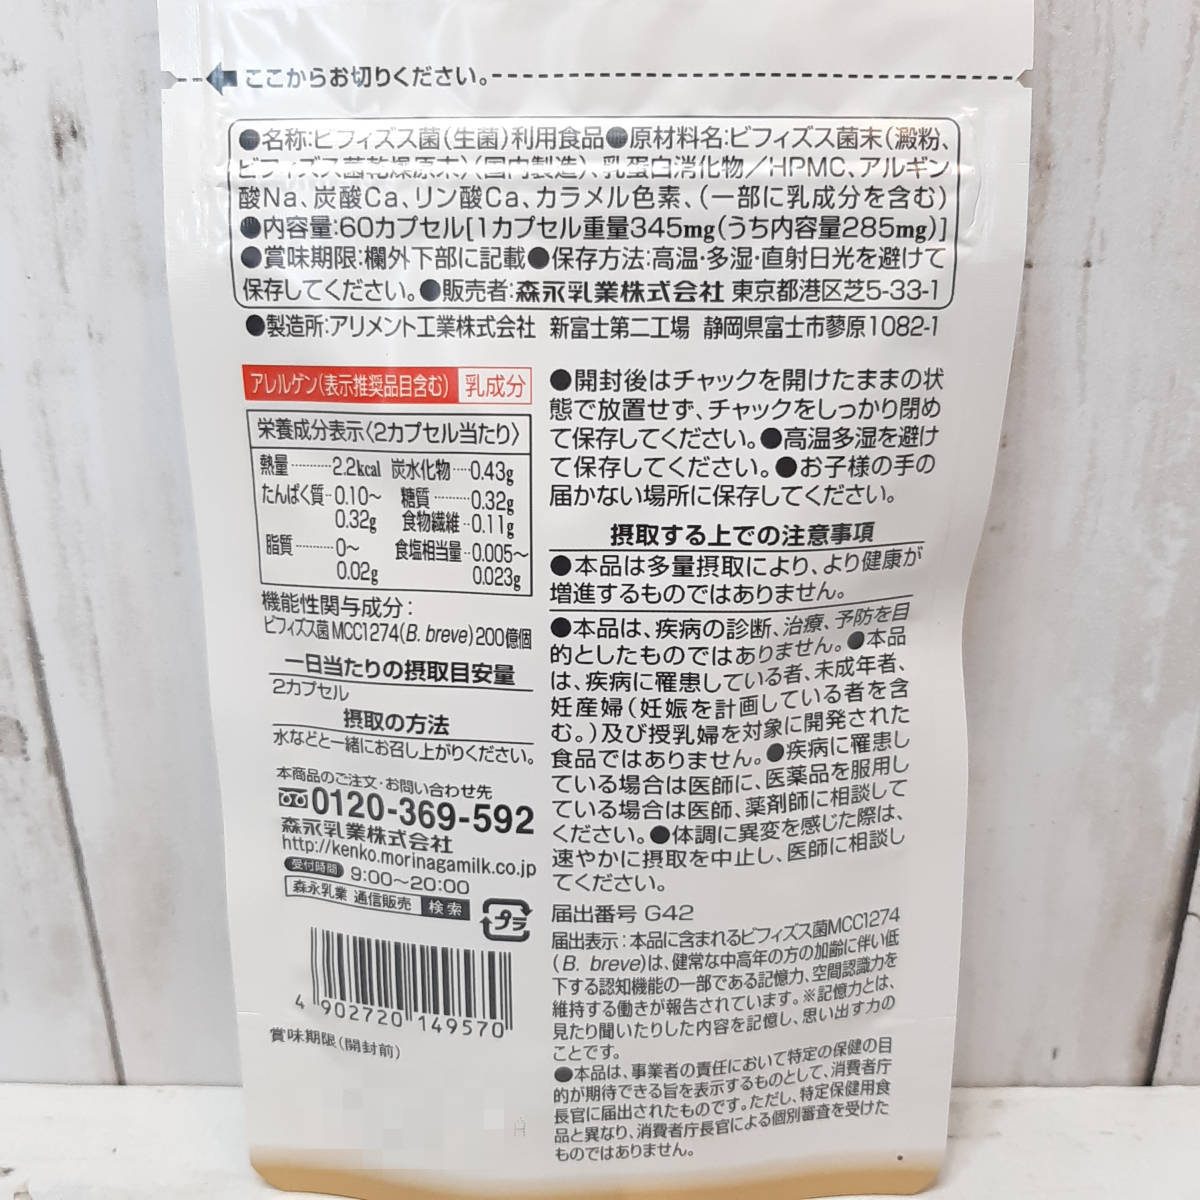 ここからお切りください。
●名称:ビフィズス菌(生菌)利用食品●原材料名:ビフィズス菌末(澱粉、
ビフィズス菌乾燥原末)(国内製造)、乳蛋白消化物/HPMC、アルギン
酸Na、炭酸Ca、リン酸Ca、カラメル色素、(一部に乳成分を含む)
●内容量:60カプセル[1カプセル重量345mg(うち内容量285mg)]
●賞味期限:欄外下部に記載●保存方法:高温・多湿・直射日光を避けて
保存してください。●販売者:森永乳業株式会社 東京都港区芝5-33-1
●製造所:アリメント工業株式会社 新富士第二工場 静岡県富士市蓼原1082-1
アレルゲン(表示推奨品目含む) 乳成分
栄養成分表示〈2カプセル当たり〉
熱量………2.2kcal 炭水化物…0.43g
たんぱく質…0.10〜 糖質………0.32g
0.32g 食物繊維…0.11g
脂質………0〜 食塩相当量…0.005〜
0.02g 0.023g
機能性関与成分:
ビフィズス菌MCC1274(B. breve)200億個
一日当たりの摂取目安量
2カプセル
摂取の方法
水などと一緒にお召し上がりください。
本商品のご注文・お問い合わせ先
0120-369-592
森永乳業株式会社
http://kenko.morinagamilk.co.jp
受付時間 9:00〜20:00
森永乳業 通信販売 検索
プラ
4 902720 149570
賞味期限(開封前)
●開封後はチャックを開けたままの状
態で放置せず、チャックをしっかり閉め
て保存してください。●高温多湿を避け
て保存してください。●お子様の手の
届かない場所に保存してください。
摂取する上での注意事項
●本品は多量摂取により、より健康が
増進するものではありません。
●本品は、疾病の診断、治療、予防を目
的としたものではありません。●本品
は、疾病に罹患している者、未成年者、
妊産婦(妊娠を計画している者を含
む。)及び授乳婦を対象に開発された
食品ではありません。●疾病に罹患し
ている場合は医師に、医薬品を服用し
ている場合は医師、薬剤師に相談して
ください。●体調に異変を感じた際は、
速やかに摂取を中止し、医師に相談し
てください。
届出番号 G42
届出表示:本品に含まれるビフィズス菌MCC1274
(B. breve)は、健常な中高年の方の加齢に伴い低
下する認知機能の一部である記憶力、空間認識力を
維持する働きが報告されています。※記憶力とは、
見たり聞いたりした内容を記憶し、思い出す力の
ことです。
●本品は、事業者の責任において特定の保健の目
的が期待できる旨を表示するものとして、消費者庁
長官に届出されたものです。ただし、特定保健用食
品と異なり、消費者庁長官による個別審査を受けた
ものではありません。